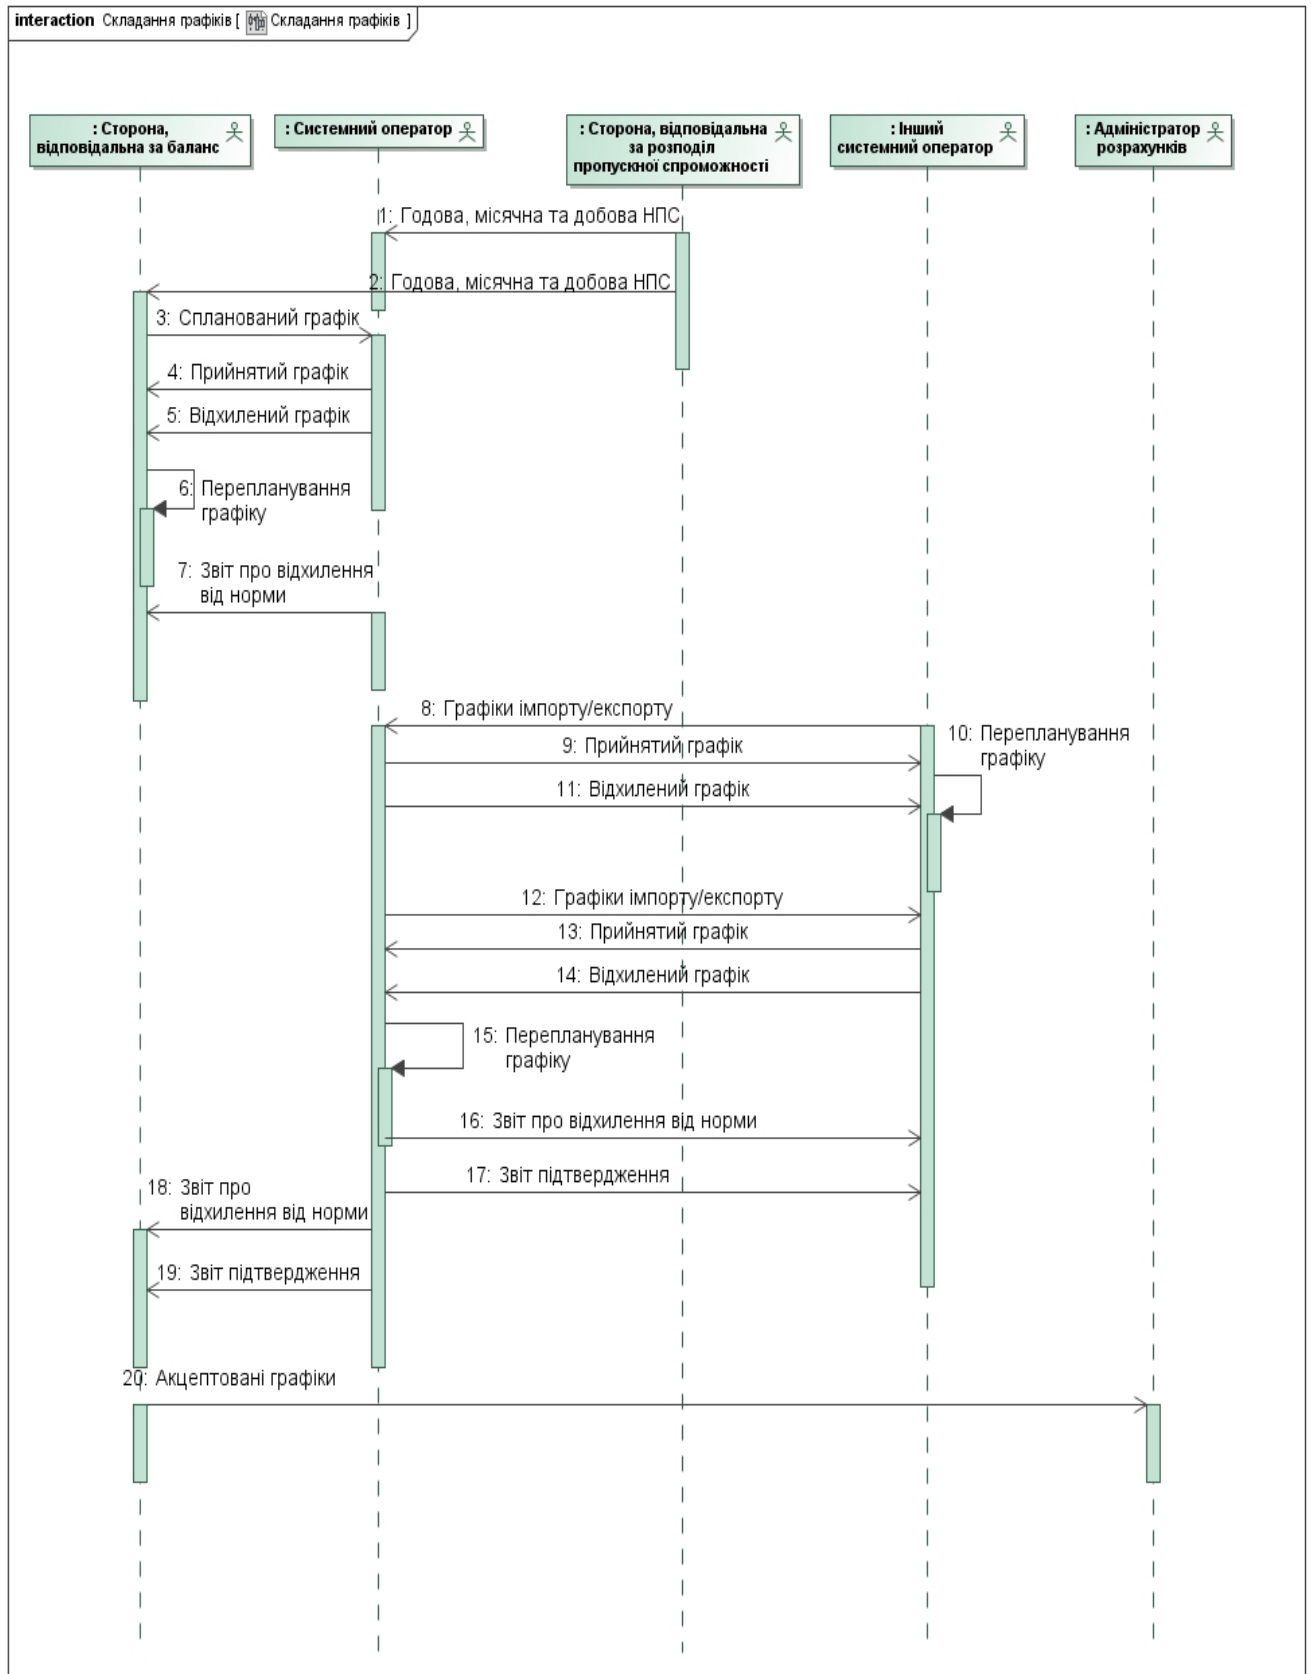 interaction Складання графіків [ Складання графіків ]
: Сторона,
відповідальна за баланс
: Системний оператор
: Сторона, відповідальна
за розподіл
пропускної спроможності
: Інший
системний оператор
: Адміністратор
розрахунків
1: Годова, місячна та добова НПС
2: Годова, місячна та добова НПС
3: Спланований графік
4: Прийнятий графік
5: Відхилений графік
6: Перепланування
графіку
7: Звіт про відхилення
від норми
8: Графіки імпорту/експорту
9: Прийнятий графік
10: Перепланування
графіку
11: Відхилений графік
12: Графіки імпорту/експорту
13: Прийнятий графік
14: Відхилений графік
15: Перепланування
графіку
16: Звіт про відхилення від норми
17: Звіт підтвердження
18: Звіт про
відхилення від норми
19: Звіт підтвердження
20: Акцептовані графіки